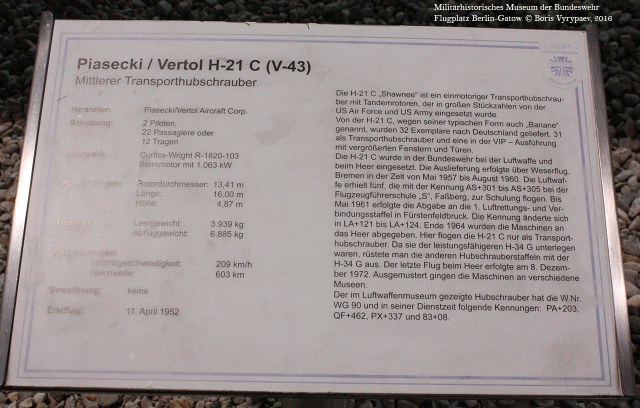 Militärhistorisches Museum der Bundeswehr
Flugplatz Berlin-Gatow © Boris Vyrypaev, 2016
Piasecki / Vertol H-21 C (V-43)
Mittlerer Transporthubschrauber
Hersteller: Piasecki/Vertol Aircraft Corp.
Besatzung: 2 Piloten,
22 Passagiere oder
12 Tragen
Curtiss-Wright R-1820-103
Sternmotor mit 1.063 kW
Rotordurchmesser: 13,41 m
Länge: 16,00 m
Höhe: 4,87 m
Leergewicht: 3.939 kg
Abfluggewicht: 6.885 kg
Höchstgeschwindigkeit: 209 km/h
Reichweite: 603 km
Bewaffnung: keine
Erstflug: 11. April 1952
Die H-21 C „Shawnee" ist ein einmotoriger Transporthubschrau-
ber mit Tandemrotoren, der in großen Stückzahlen von der
US Air Force und US Army eingesetzt wurde.
Von der H-21 C, wegen seiner typischen Form auch „Banane"
genannt, wurden 32 Exemplare nach Deutschland geliefert. 31
als Transporthubschrauber und eine in der VIP – Ausführung
mit vergrößerten Fenstern und Türen.
Die H-21 C wurde in der Bundeswehr bei der Luftwaffe und
beim Heer eingesetzt. Die Auslieferung erfolgte über Weserflug,
Bremen in der Zeit von Mai 1957 bis August 1960. Die Luftwaf-
fe erhielt fünf, die mit der Kennung AS+301 bis AS+305 bei der
Flugzeugführerschule „S", Faßberg, zur Schulung flogen. Bis
Mai 1961 erfolgte die Abgabe an die 1. Luftrettungs- und Ver-
bindungsstaffel in Fürstenfeldbruck. Die Kennung änderte sich
in LA+121 bis LA+124. Ende 1964 wurden die Maschinen an
das Heer abgegeben. Hier flogen die H-21 C nur als Transport-
hubschrauber. Da sie der leistungsfähigeren H-34 G unterlegen
waren, rüstete man die anderen Hubschrauberstaffeln mit der
H-34 G aus. Der letzte Flug beim Heer erfolgte am 8. Dezem-
ber 1972. Ausgemustert gingen die Maschinen an verschiedene
Museen.
Der im Luftwaffenmuseum gezeigte Hubschrauber hat die W.Nr.
WG 90 und in seiner Dienstzeit folgende Kennungen: PA+203,
QF+462, PX+337 und 83+08.